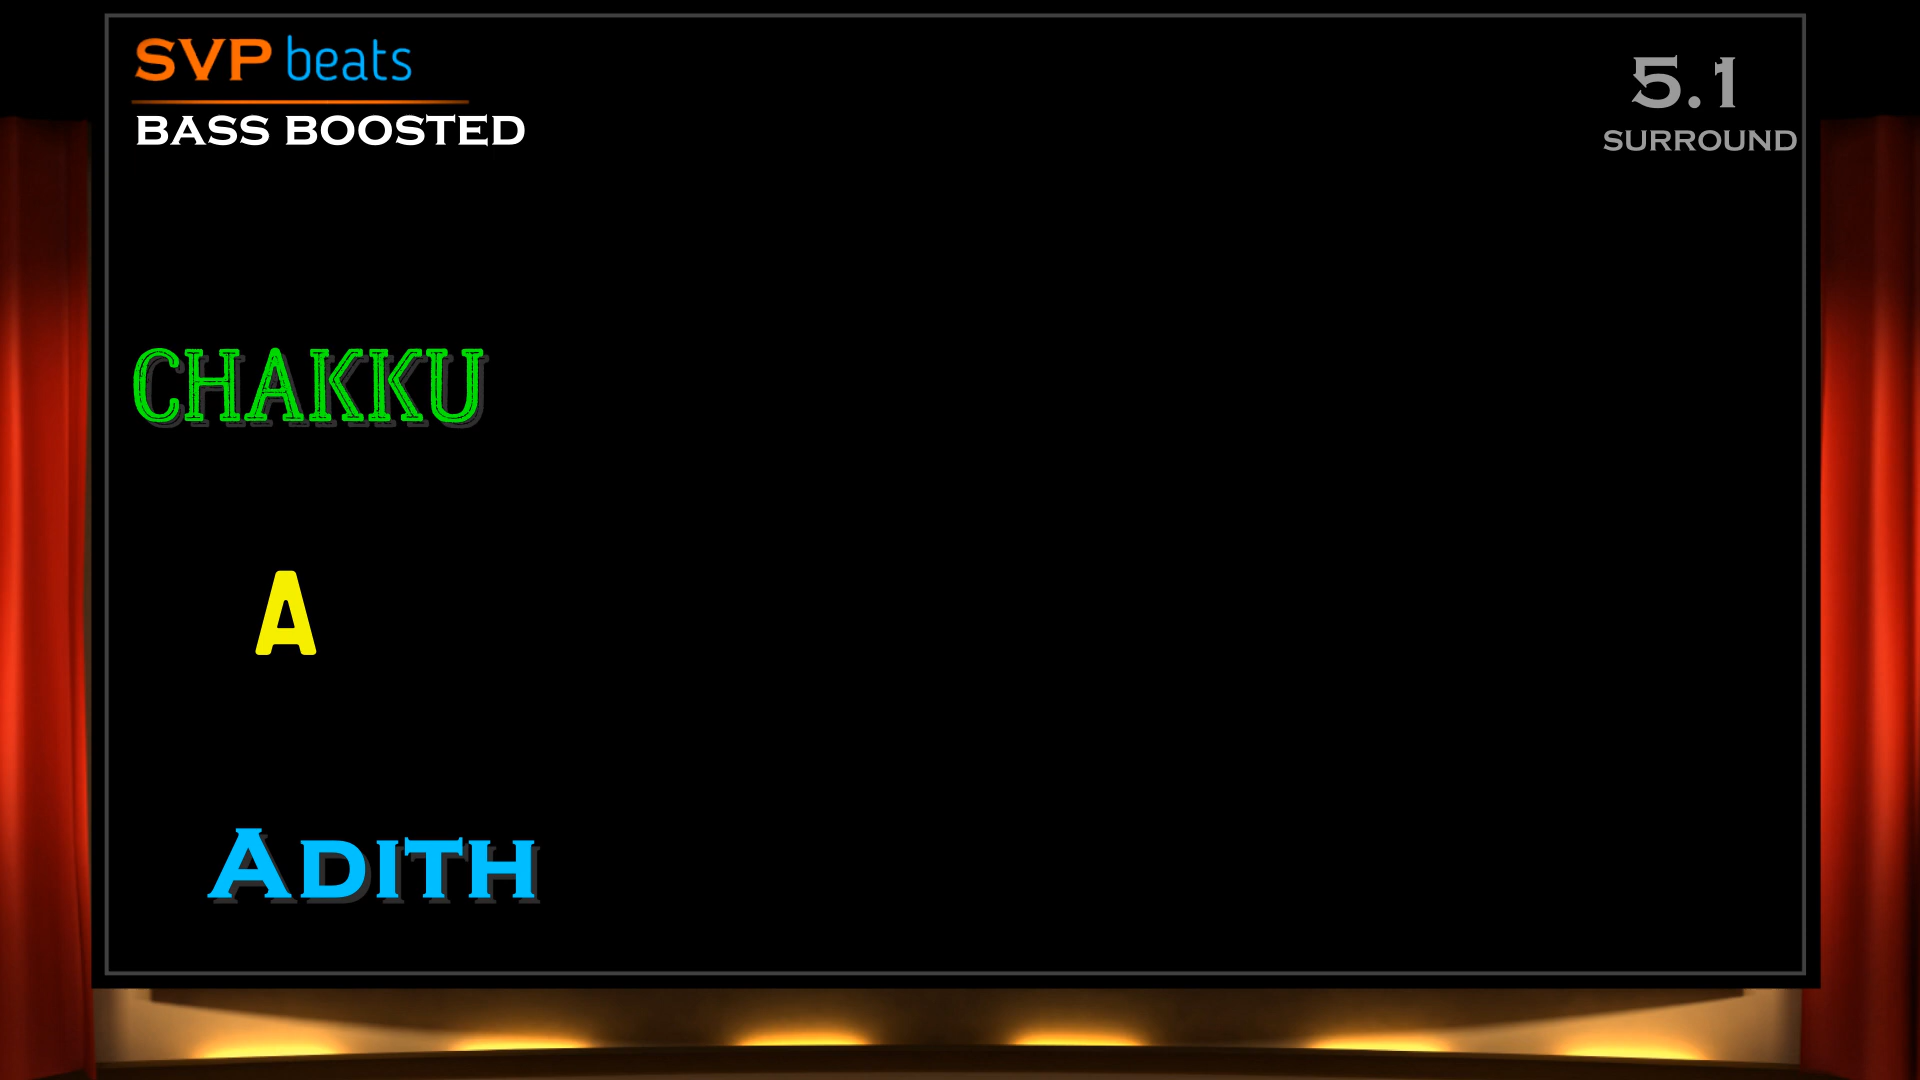 SVP beats
BASS BOOSTED
5.1
SURROUND
CHAKKU
A
ADITH